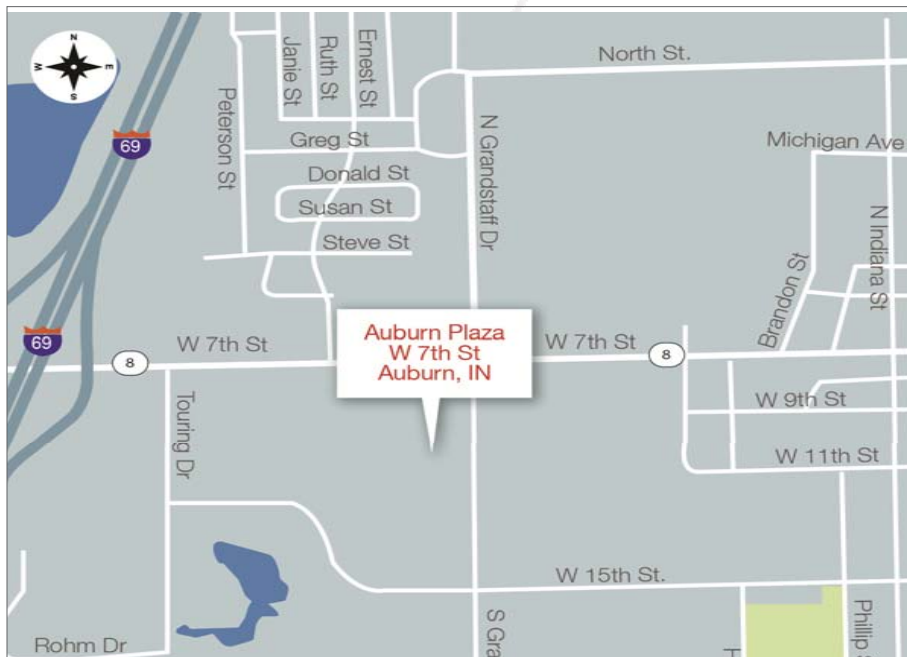 N
W
E
S
69
Peterson St
Janie St
Ruth St
Ernest St
North St.
Greg St
Donald St
Susan St
Steve St
N Grandstaff Dr
Michigan Ave
N Indiana St
Brandon St
69
8
W 7th St
Auburn Plaza
W 7th St
Auburn, IN
W 7th St
8
Touring Dr
W 9th St
W 11th St
W 15th St.
Rohm Dr
S Gra
H
Phillip S